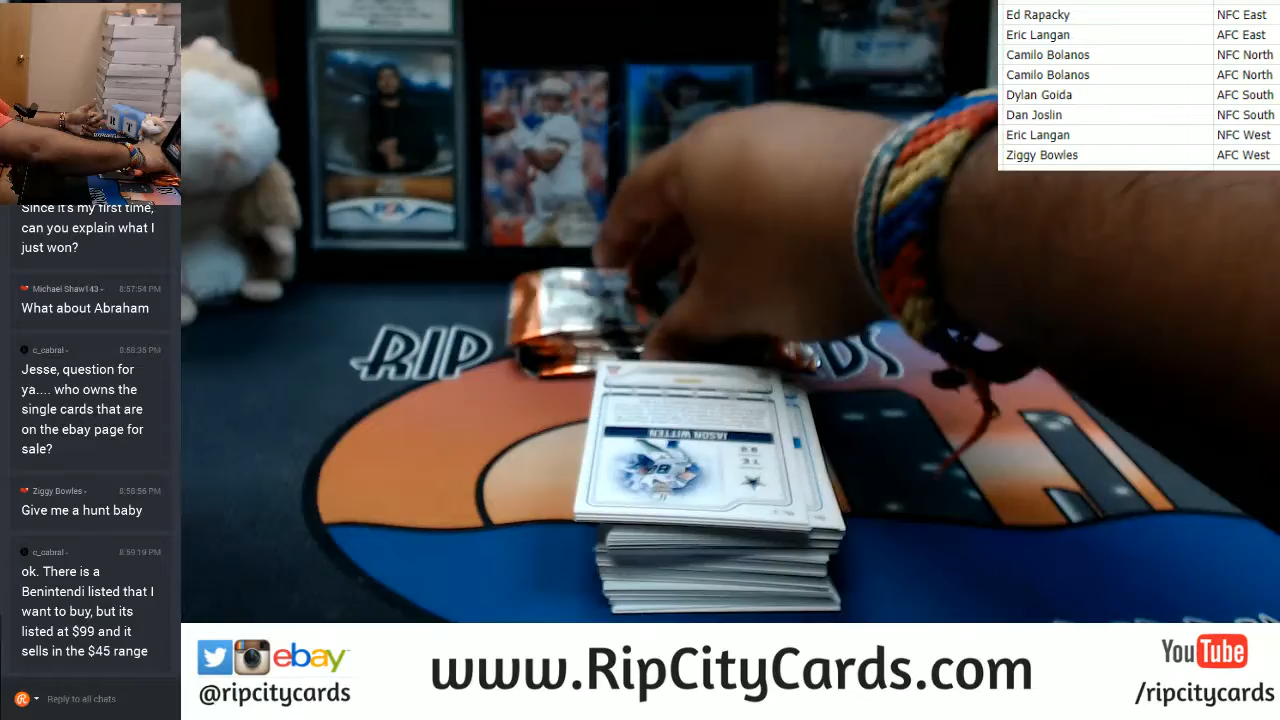 Ed Rapacky NFC East
Eric Langan AFC East
Camilo Bolanos NFC North
Camilo Bolanos AFC North
Dylan Goida AFC South
Dan Joslin NFC South
Eric Langan NFC West
Ziggy Bowles AFC West
Since it's my first time,
can you explain what I
just won?
Michael Shaw143 8:57:54 PM
What about Abraham
c_cabral 8:58:35 PM
Jesse, question for
ya.... who owns the
single cards that are
on the ebay page for
sale?
Ziggy Bowles 8:58:56 PM
Give me a hunt baby
c_cabral 8:59:19 PM
ok. There is a
Benintendi listed that I
want to buy, but its
listed at $99 and it
sells in the $45 range
Reply to all chats
RIP
JASON WITTEN
TE
ebay
@ripcitycards
www.RipCityCards.com
YouTube
/ripcitycards